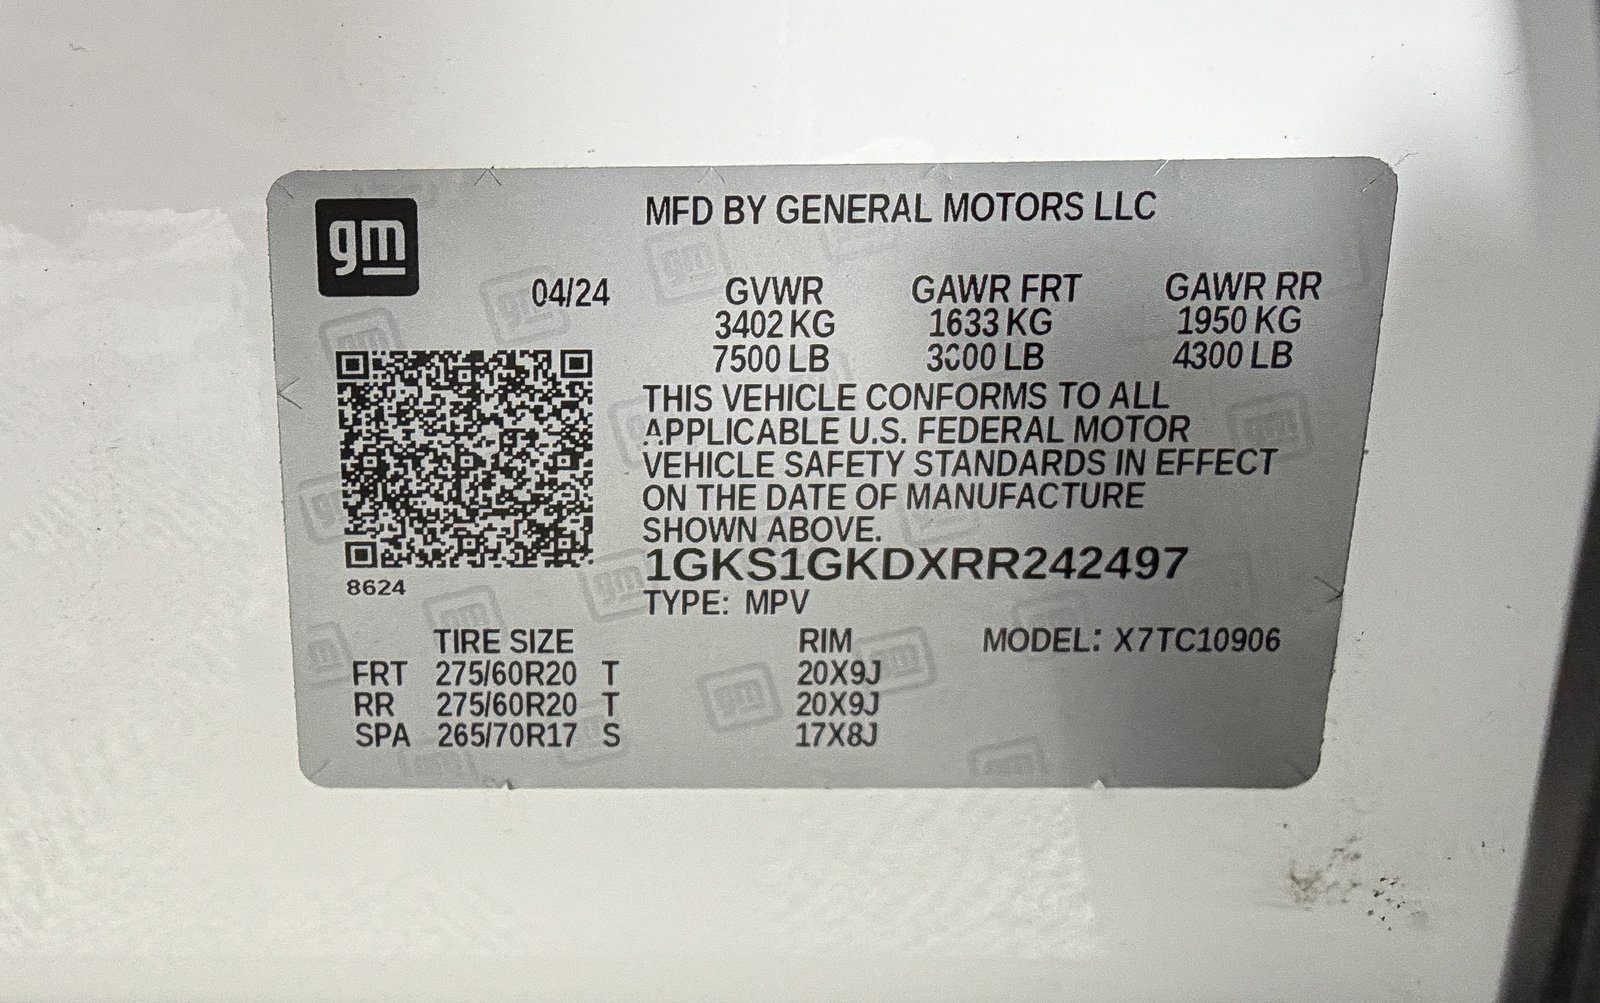 gm
MFD BY GENERAL MOTORS LLC
04/24 GVWR GAWR FRT GAWR RR
3402 KG 1633 KG 1950 KG
7500 LB 3600 LB 4300 LB
THIS VEHICLE CONFORMS TO ALL
APPLICABLE U.S. FEDERAL MOTOR
VEHICLE SAFETY STANDARDS IN EFFECT
ON THE DATE OF MANUFACTURE
SHOWN ABOVE.
1GKS1GKDXRR242497
8624
TYPE: MPV
TIRE SIZE RIM MODEL: X7TC10906
FRT 275/60R20 T 20X9J
RR 275/60R20 T 20X9J
SPA 265/70R17 S 17X8J